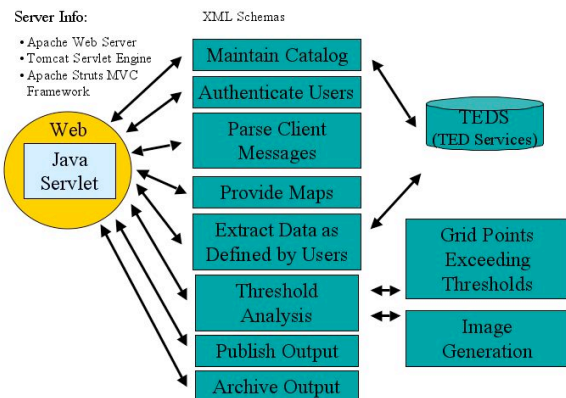 Server Info:
• Apache Web Server
• Tomcat Servlet Engine
• Apache Struts MVC
Framework
XML Schemas
Web
Java
Servlet
Maintain Catalog
Authenticate Users
Parse Client
Messages
Provide Maps
Extract Data as
Defined by Users
Threshold
Analysis
Publish Output
Archive Output
TEDS
(TED Services)
Grid Points
Exceeding
Thresholds
Image
Generation